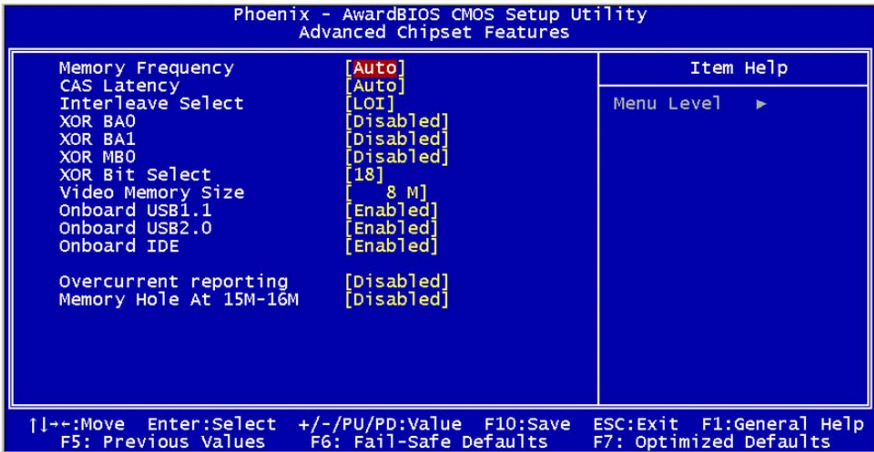 Phoenix - AwardBIOS CMOS Setup Utility
Advanced Chipset Features
Memory Frequency [Auto]
CAS Latency [Auto]
Interleave Select [LOI]
XOR BA0 [Disabled]
XOR BA1 [Disabled]
XOR MB0 [Disabled]
XOR Bit Select [18]
Video Memory Size [ 8 M]
Onboard USB1.1 [Enabled]
Onboard USB2.0 [Enabled]
Onboard IDE [Enabled]
Overcurrent reporting [Disabled]
Memory Hole At 15M-16M [Disabled]
Item Help
Menu Level ►
↑↓→←:Move Enter:Select +/-/PU/PD:Value F10:Save ESC:Exit F1:General Help
F5: Previous Values F6: Fail-Safe Defaults F7: Optimized Defaults